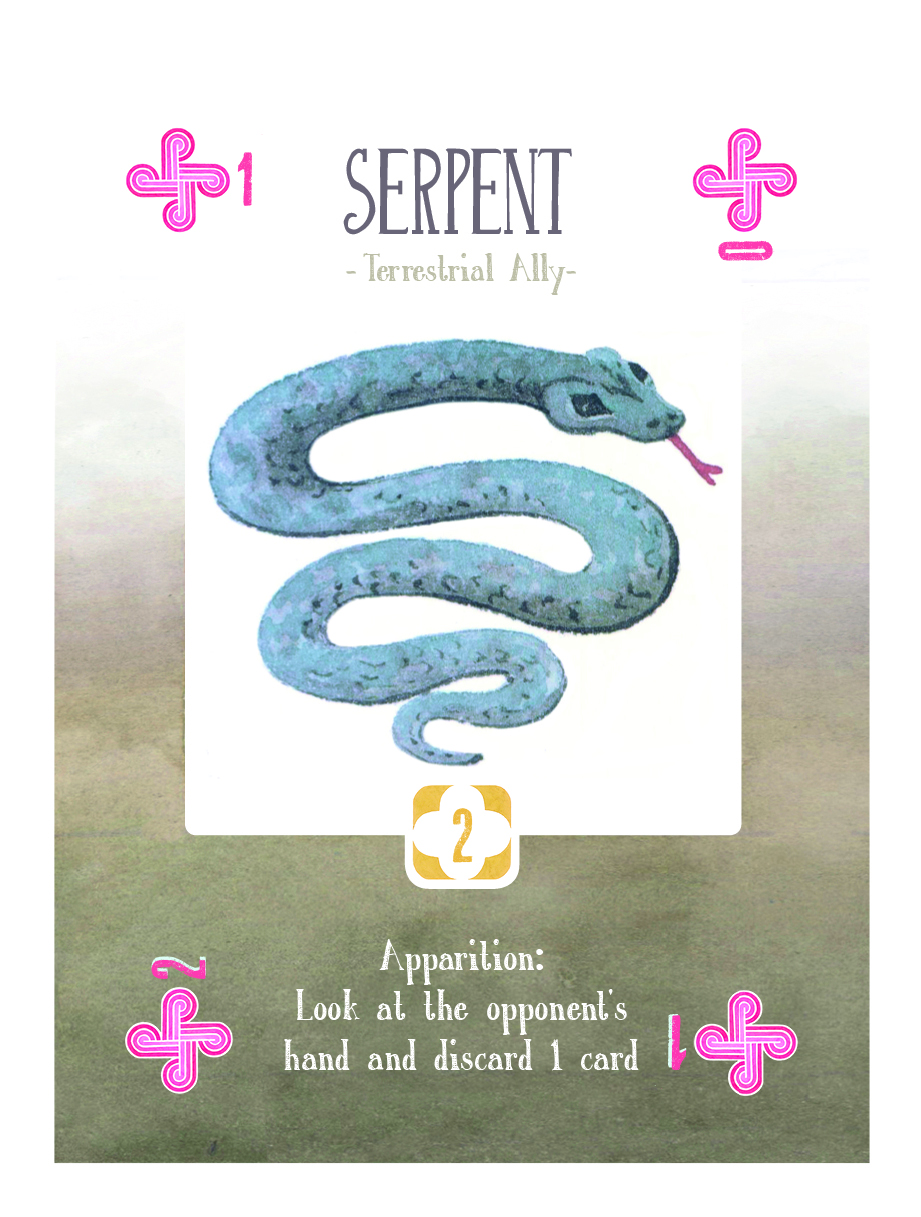 1
SERPENT
0
-Terrestrial Ally-
2
2
Apparition:
Look at the opponent's
hand and discard 1 card
1